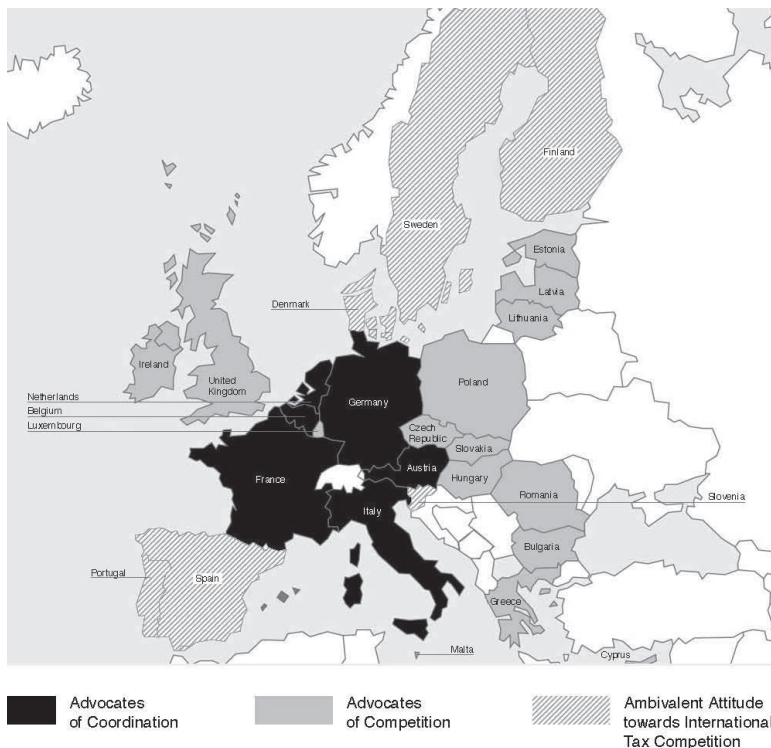 Finland
Sweden
Estonia
Latvia
Lithuania
Denmark
Ireland
United
Kingdom
Netherlands
Belgium
Luxembourg
Germany
Poland
Czech
Republic
Slovakia
Austria
Hungary
France
Italy
Romania
Slovenia
Bulgaria
Portugal
Spain
Greece
Malta
Cyprus
Advocates
of Coordination
Advocates
of Competition
Ambivalent Attitude
towards International
Tax Competition